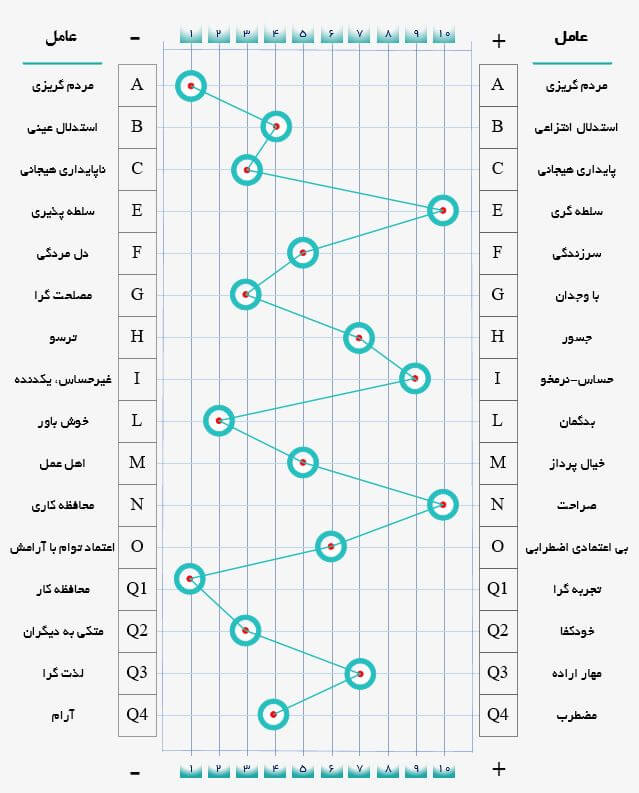 عامل - ۱ ۲ ۳ ۴ ۵ ۶ ۷ ۸ ۹ ۱۰ + عامل
مردم گریزی A A مردم گریزی
استدلال عینی B B استدلال انتزاعی
ناپایداری هیجانی C C پایداری هیجانی
سلطه پذیری E E سلطه گری
دل مردگی F F سرزندگی
مصلحت گرا G G با وجدان
ترسو H H جسور
غیرحساس، یکدنده I I حساس-نرمخو
خوش باور L L بدگمان
اهل عمل M M خیال پرداز
محافظه کاری N N صراحت
اعتماد توام با آرامش O O بی اعتمادی اضطرابی
محافظه کار Q1 Q1 تجربه گرا
متکی به دیگران Q2 Q2 خودکفا
لذت گرا Q3 Q3 مهار اراده
آرام Q4 Q4 مضطرب
- ۱ ۲ ۳ ۴ ۵ ۶ ۷ ۸ ۹ ۱۰ +